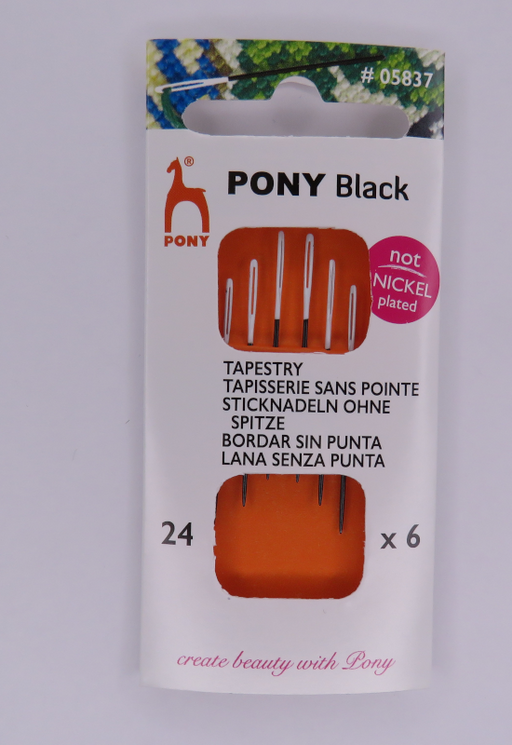 # 05837
®
PONY
PONY Black
not
NICKEL
plated
TAPESTRY
TAPISSERIE SANS POINTE
STICKNADELN OHNE
SPITZE
BORDAR SIN PUNTA
LANA SENZA PUNTA
24 x 6
create beauty with Pony